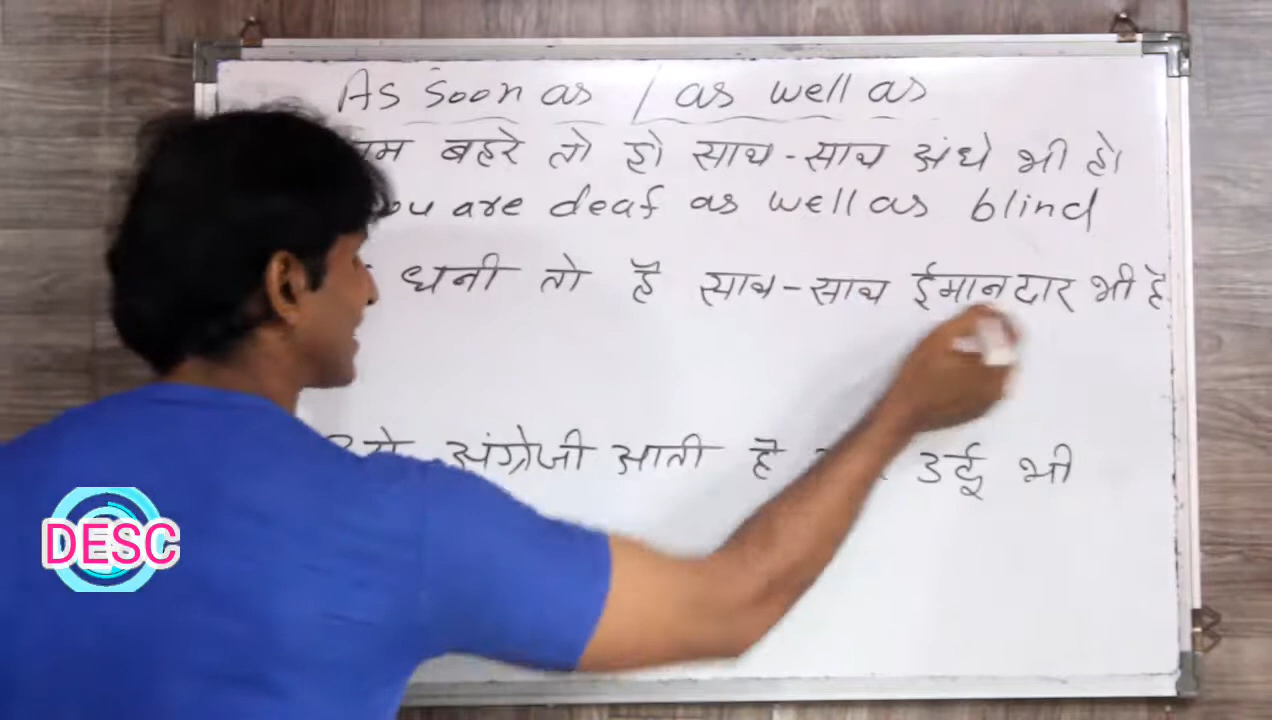 As soon as / as well as
बहरे तो हो साथ-साथ अंधे भी हो।
are deaf as well as blind
धनी तो है साथ-साथ ईमानदार भी है
अंग्रेजी आती है उर्दू भी
DESC